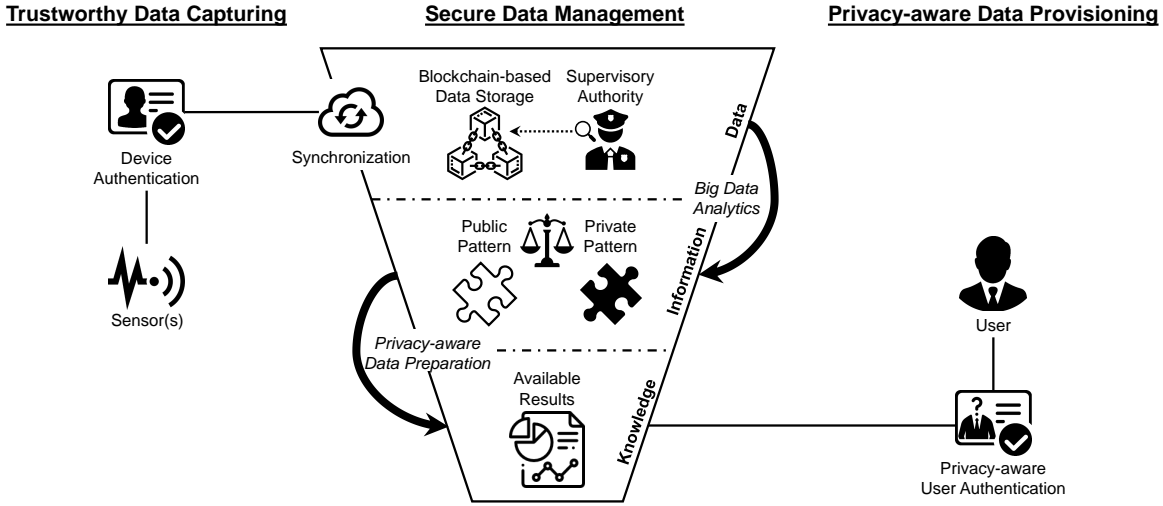 Trustworthy Data Capturing
Secure Data Management
Privacy-aware Data Provisioning
Device
Authentication
Sensor(s)
Synchronization
Blockchain-based
Data Storage
Supervisory
Authority
Data
Big Data
Analytics
Public
Pattern
Private
Pattern
Information
Privacy-aware
Data Preparation
Available
Results
Knowledge
User
?
Privacy-aware
User Authentication